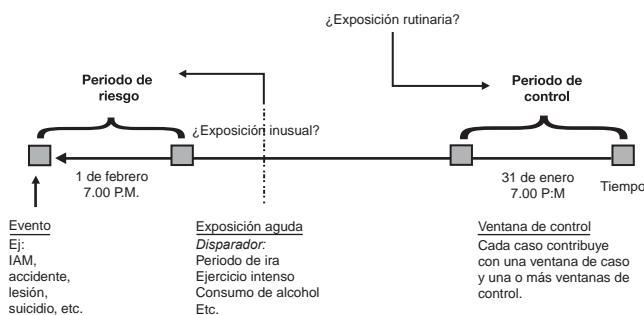 ¿Exposición rutinaria?
Periodo de
riesgo
Periodo de
control
¿Exposición inusual?
1 de febrero
7.00 P.M.
31 de enero
7.00 P:M
Tiempo
Evento
Ej:
IAM,
accidente,
lesión,
suicidio, etc.
Exposición aguda
Disparador:
Periodo de ira
Ejercicio intenso
Consumo de alcohol
Etc.
Ventana de control
Cada caso contribuye
con una ventana de caso
y una o más ventanas de
control.